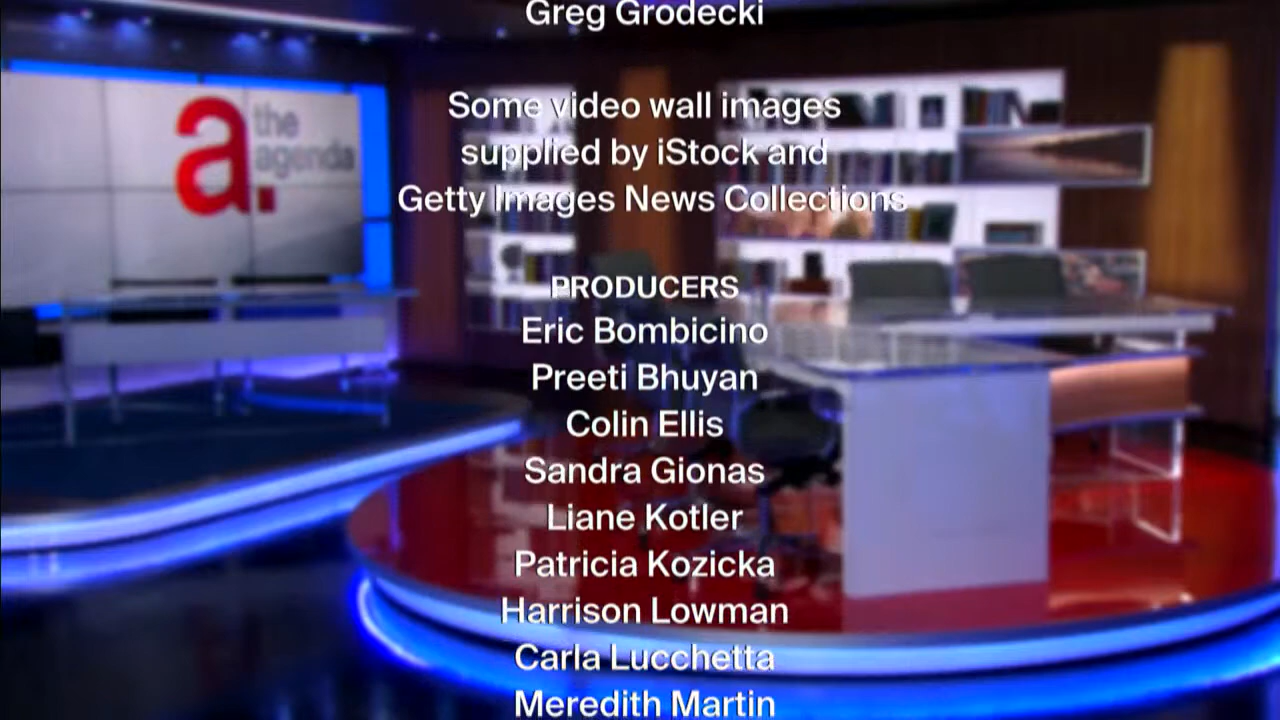 Greg Grodecki
Some video wall images
supplied by iStock and
Getty Images News Collections
PRODUCERS
Eric Bombicino
Preeti Bhuyan
Colin Ellis
Sandra Gionas
Liane Kotler
Patricia Kozicka
Harrison Lowman
Carla Lucchetta
Meredith Martin
a.
the
agenda